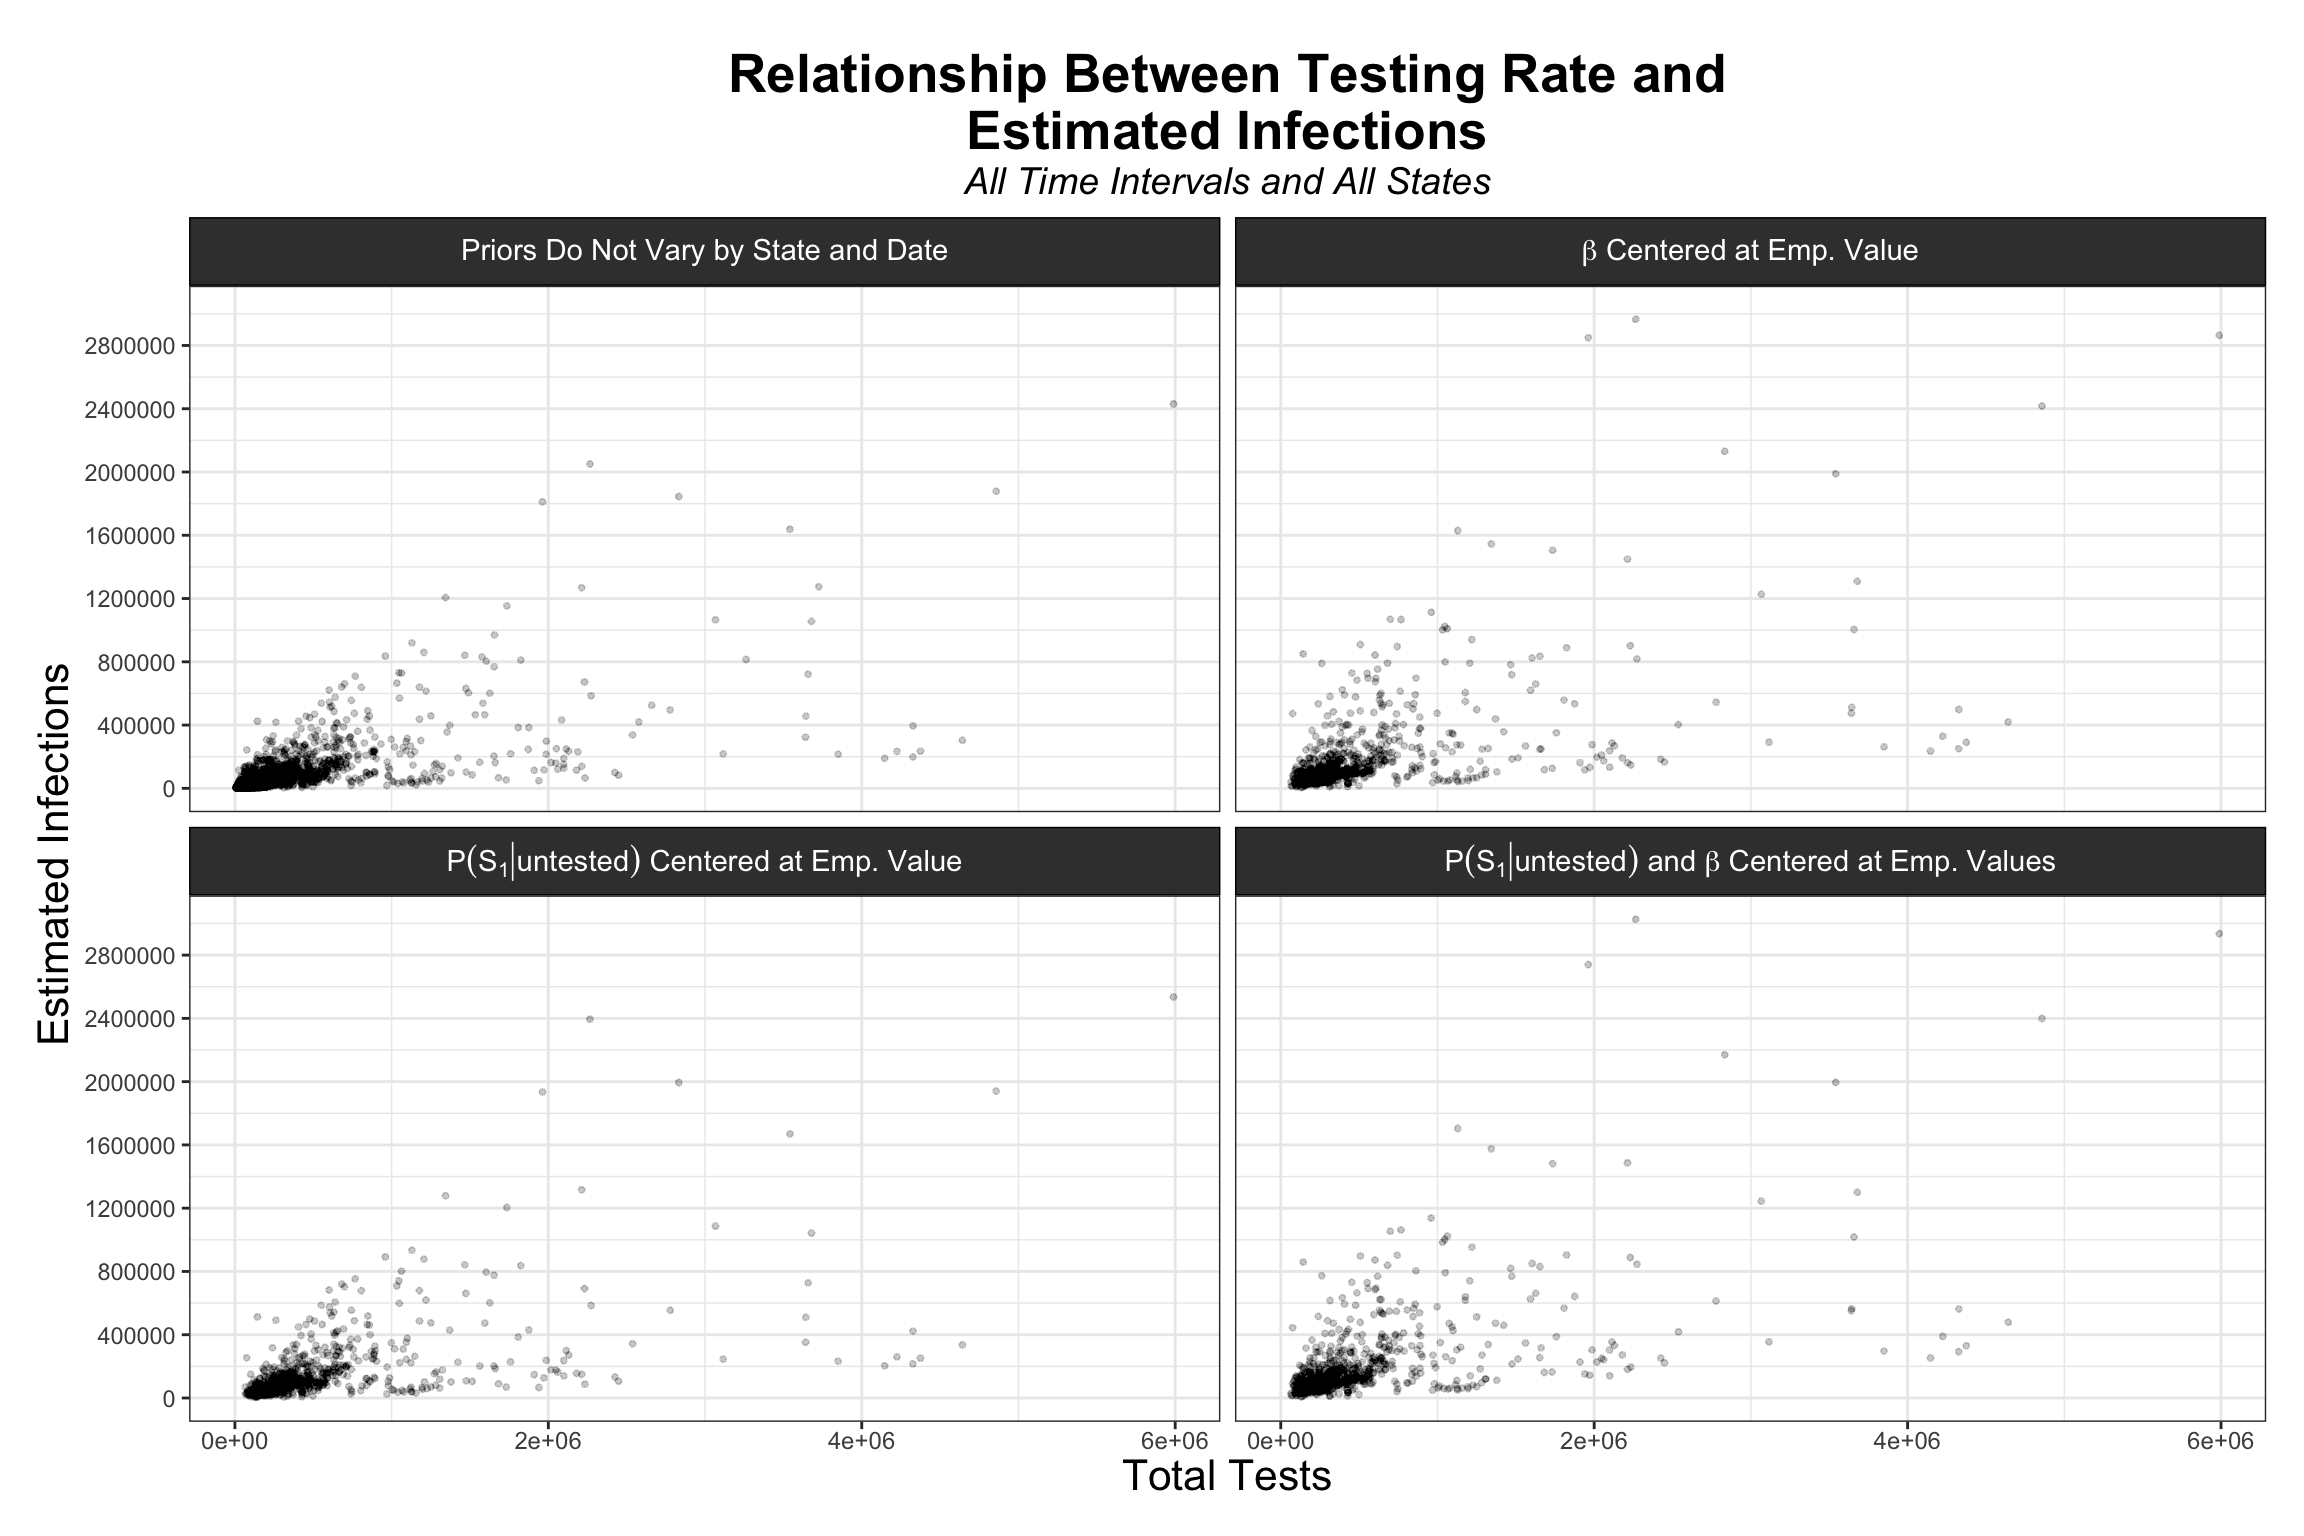 Relationship Between Testing Rate and
Estimated Infections
All Time Intervals and All States
Priors Do Not Vary by State and Date
β Centered at Emp. Value
2800000
2400000
2000000
1600000
1200000
800000
400000
0
P(S₁|untested) Centered at Emp. Value
P(S₁|untested) and β Centered at Emp. Values
2800000
2400000
2000000
1600000
1200000
800000
400000
0
Estimated Infections
0e+00 2e+06 4e+06 6e+06 0e+00 2e+06 4e+06 6e+06
Total Tests